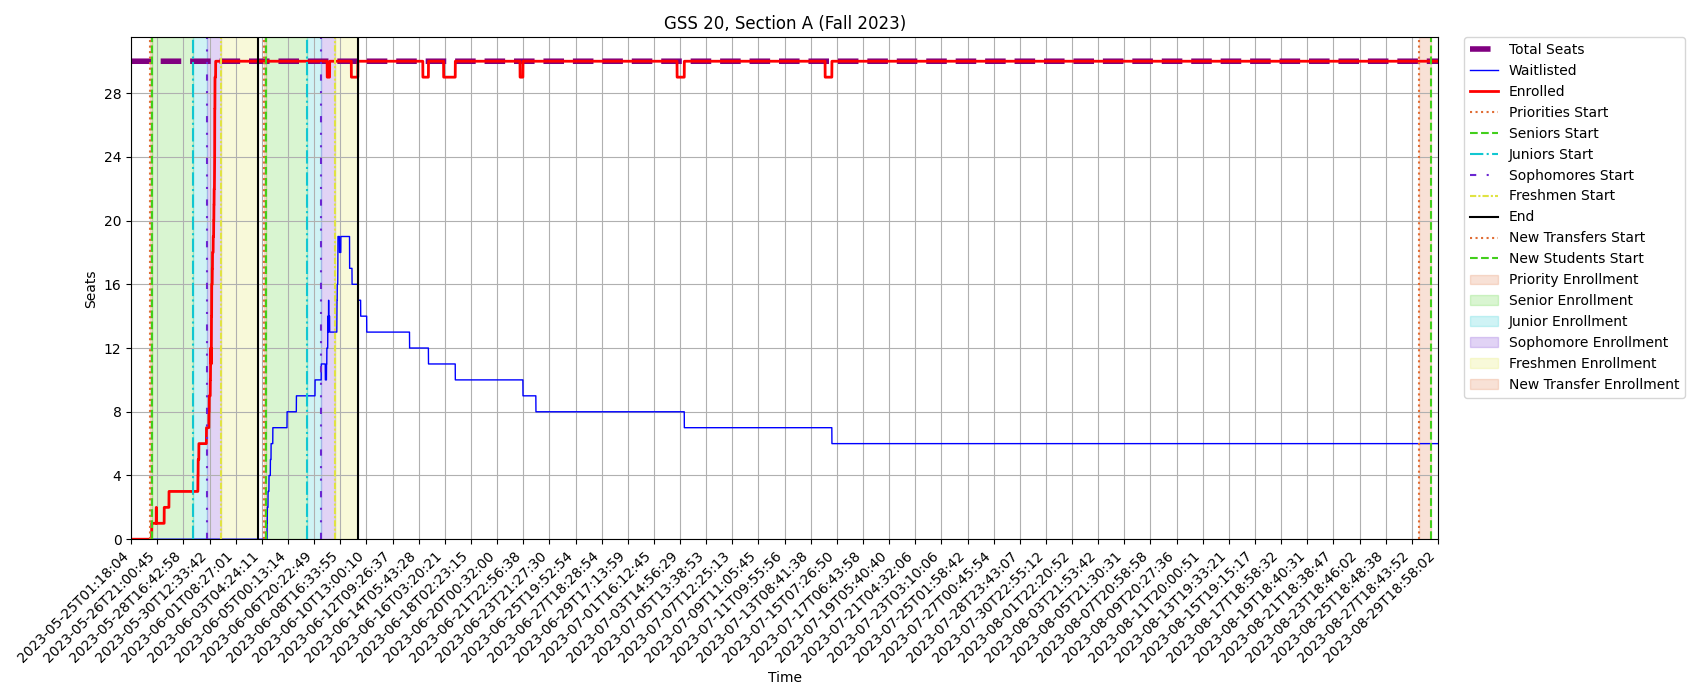 GSS 20, Section A (Fall 2023)
Seats
28
24
20
16
12
8
4
0
2023-05-25T01:18:04
2023-05-26T21:00:45
2023-05-28T16:42:58
2023-05-30T12:33:42
2023-06-01T08:27:01
2023-06-03T04:24:11
2023-06-05T00:13:14
2023-06-06T20:22:49
2023-06-08T16:33:55
2023-06-10T13:00:10
2023-06-12T09:26:37
2023-06-14T05:43:28
2023-06-16T03:20:21
2023-06-18T02:23:15
2023-06-20T00:32:00
2023-06-21T22:56:38
2023-06-23T21:27:30
2023-06-25T19:52:54
2023-06-27T18:28:54
2023-06-29T17:13:59
2023-07-01T16:12:45
2023-07-03T14:56:29
2023-07-05T13:38:53
2023-07-07T12:25:13
2023-07-09T11:05:45
2023-07-11T09:55:56
2023-07-13T08:41:38
2023-07-15T07:26:50
2023-07-17T06:43:58
2023-07-19T05:40:40
2023-07-21T04:32:06
2023-07-23T03:10:06
2023-07-25T01:58:42
2023-07-27T00:45:54
2023-07-28T23:43:07
2023-07-30T22:55:12
2023-08-01T22:20:52
2023-08-03T21:53:42
2023-08-05T21:30:31
2023-08-07T20:58:58
2023-08-09T20:27:36
2023-08-11T20:00:51
2023-08-13T19:33:21
2023-08-15T19:15:17
2023-08-17T18:58:32
2023-08-19T18:40:31
2023-08-21T18:38:47
2023-08-23T18:46:02
2023-08-25T18:48:38
2023-08-27T18:43:52
2023-08-29T18:58:02
Time
Total Seats
Waitlisted
Enrolled
Priorities Start
Seniors Start
Juniors Start
Sophomores Start
Freshmen Start
End
New Transfers Start
New Students Start
Priority Enrollment
Senior Enrollment
Junior Enrollment
Sophomore Enrollment
Freshmen Enrollment
New Transfer Enrollment